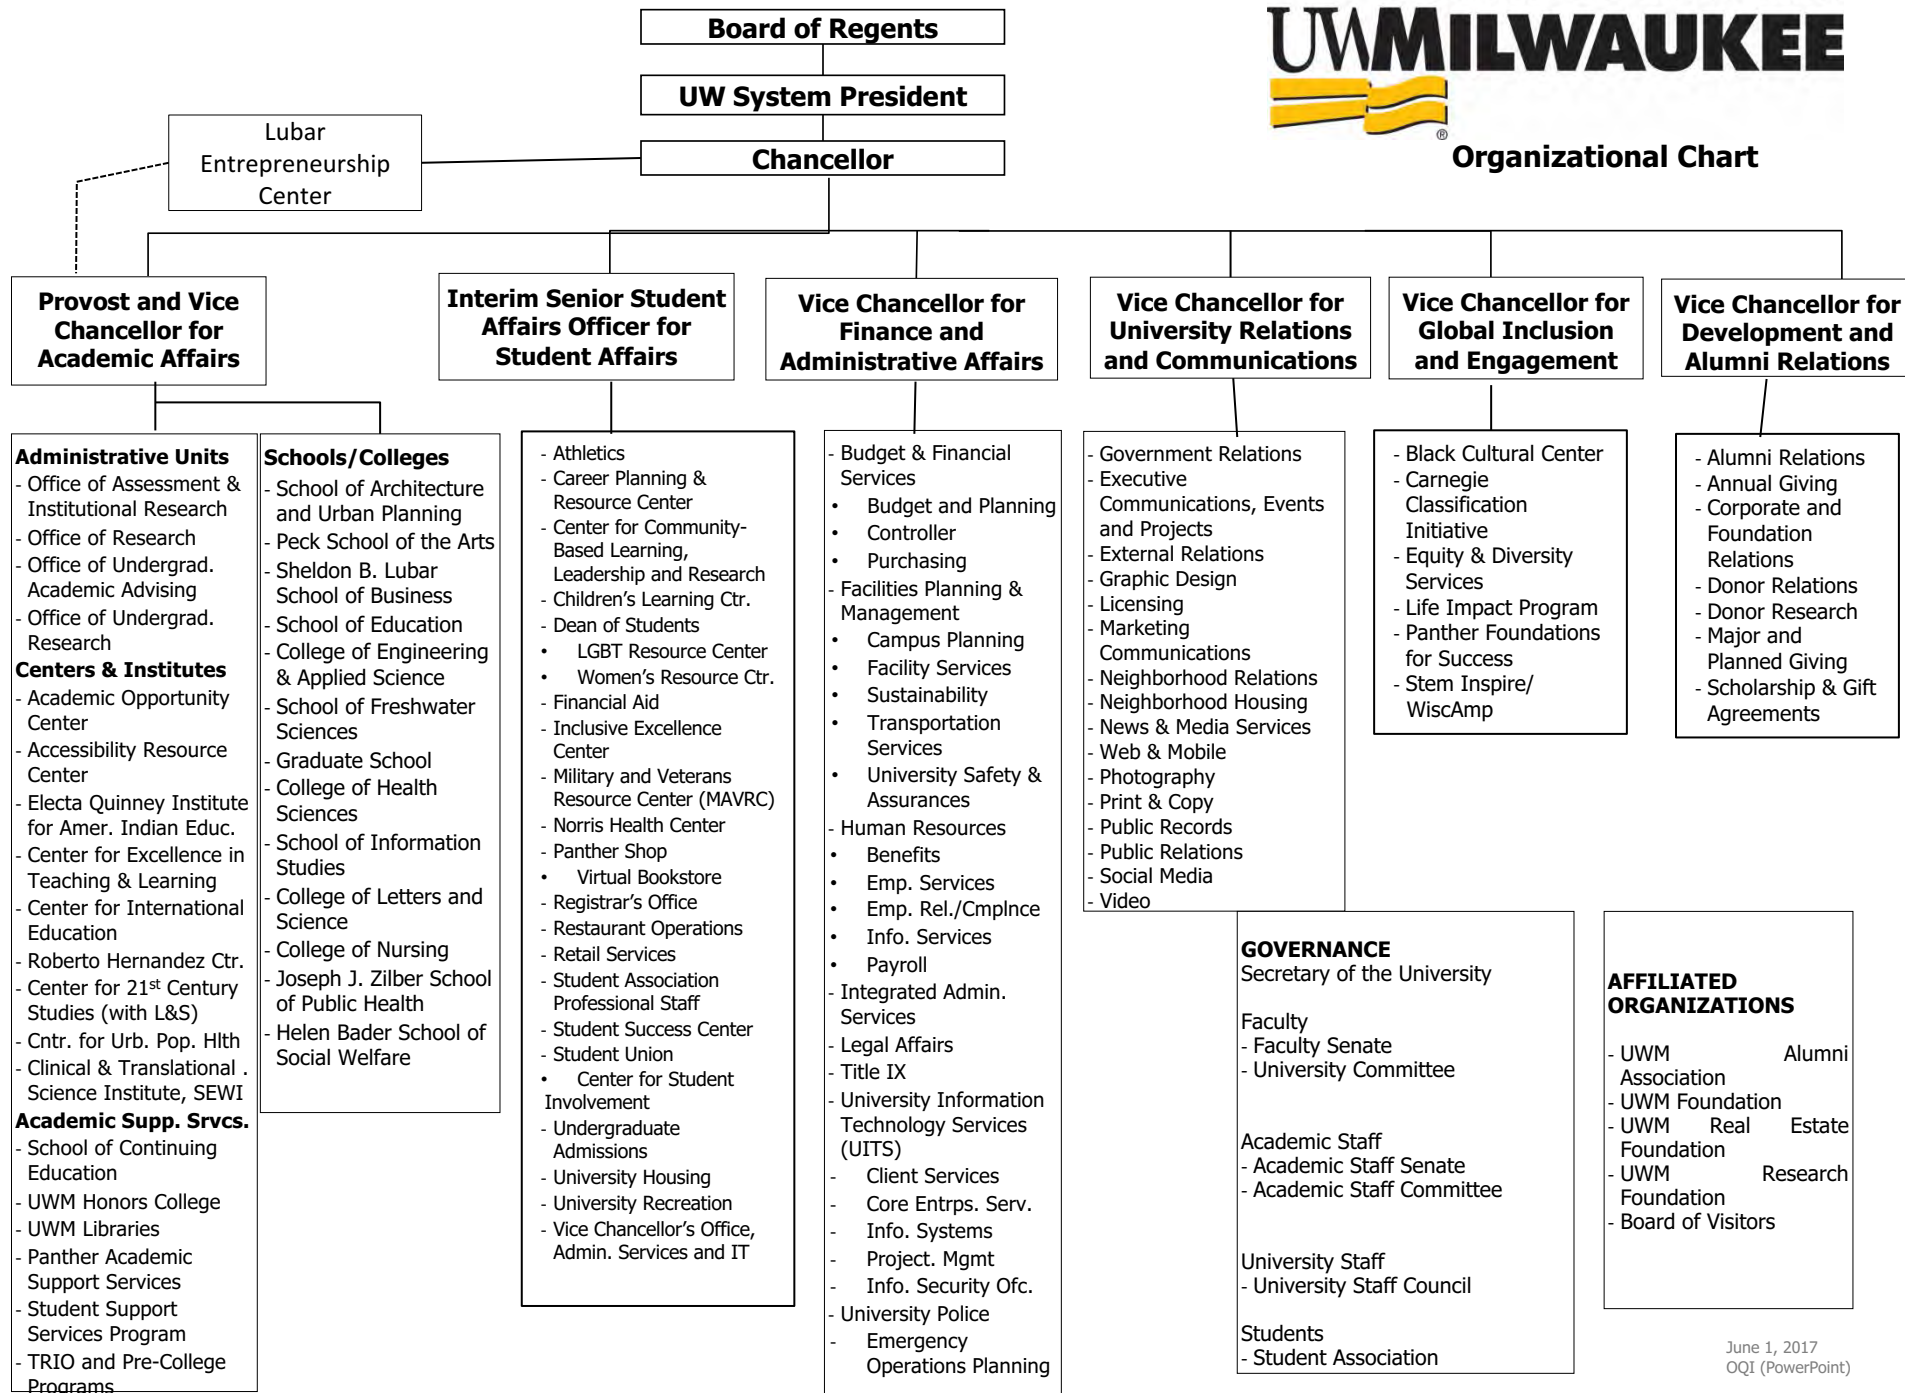 Board of Regents
UW System President
Chancellor
Lubar
Entrepreneurship
Center
UWMILWAUKEE
®
Organizational Chart
Provost and Vice
Chancellor for
Academic Affairs
Interim Senior Student
Affairs Officer for
Student Affairs
Vice Chancellor for
Finance and
Administrative Affairs
Vice Chancellor for
University Relations
and Communications
Vice Chancellor for
Global Inclusion
and Engagement
Vice Chancellor for
Development and
Alumni Relations
Administrative Units
- Office of Assessment &
Institutional Research
- Office of Research
- Office of Undergrad.
Academic Advising
- Office of Undergrad.
Research
Centers & Institutes
- Academic Opportunity
Center
- Accessibility Resource
Center
- Electa Quinney Institute
for Amer. Indian Educ.
- Center for Excellence in
Teaching & Learning
- Center for International
Education
- Roberto Hernandez Ctr.
- Center for 21st Century
Studies (with L&S)
- Cntr. for Urb. Pop. Hlth
- Clinical & Translational .
Science Institute, SEWI
Academic Supp. Srvcs.
- School of Continuing
Education
- UWM Honors College
- UWM Libraries
- Panther Academic
Support Services
- Student Support
Services Program
- TRIO and Pre-College
Programs
Schools/Colleges
- School of Architecture
and Urban Planning
- Peck School of the Arts
- Sheldon B. Lubar
School of Business
- School of Education
- College of Engineering
& Applied Science
- School of Freshwater
Sciences
- Graduate School
- College of Health
Sciences
- School of Information
Studies
- College of Letters and
Science
- College of Nursing
- Joseph J. Zilber School
of Public Health
- Helen Bader School of
Social Welfare
- Athletics
- Career Planning &
Resource Center
- Center for Community-
Based Learning,
Leadership and Research
- Children's Learning Ctr.
- Dean of Students
• LGBT Resource Center
• Women's Resource Ctr.
- Financial Aid
- Inclusive Excellence
Center
- Military and Veterans
Resource Center (MAVRC)
- Norris Health Center
- Panther Shop
• Virtual Bookstore
- Registrar's Office
- Restaurant Operations
- Retail Services
- Student Association
Professional Staff
- Student Success Center
- Student Union
• Center for Student
Involvement
- Undergraduate
Admissions
- University Housing
- University Recreation
- Vice Chancellor's Office,
Admin. Services and IT
- Budget & Financial
Services
• Budget and Planning
• Controller
• Purchasing
- Facilities Planning &
Management
• Campus Planning
• Facility Services
• Sustainability
• Transportation
Services
• University Safety &
Assurances
- Human Resources
• Benefits
• Emp. Services
• Emp. Rel./Cmplnce
• Info. Services
• Payroll
- Integrated Admin.
Services
- Legal Affairs
- Title IX
- University Information
Technology Services
(UITS)
- Client Services
- Core Entrps. Serv.
- Info. Systems
- Project. Mgmt
- Info. Security Ofc.
- University Police
- Emergency
Operations Planning
- Government Relations
- Executive
Communications, Events
and Projects
- External Relations
- Graphic Design
- Licensing
- Marketing
Communications
- Neighborhood Relations
- Neighborhood Housing
- News & Media Services
- Web & Mobile
- Photography
- Print & Copy
- Public Records
- Public Relations
- Social Media
- Video
- Black Cultural Center
- Carnegie
Classification
Initiative
- Equity & Diversity
Services
- Life Impact Program
- Panther Foundations
for Success
- Stem Inspire/
WiscAmp
- Alumni Relations
- Annual Giving
- Corporate and
Foundation
Relations
- Donor Relations
- Donor Research
- Major and
Planned Giving
- Scholarship & Gift
Agreements
GOVERNANCE
Secretary of the University
Faculty
- Faculty Senate
- University Committee
Academic Staff
- Academic Staff Senate
- Academic Staff Committee
University Staff
- University Staff Council
Students
- Student Association
AFFILIATED
ORGANIZATIONS
- UWM Alumni
Association
- UWM Foundation
- UWM Real Estate
Foundation
- UWM Research
Foundation
- Board of Visitors
June 1, 2017
OQI (PowerPoint)